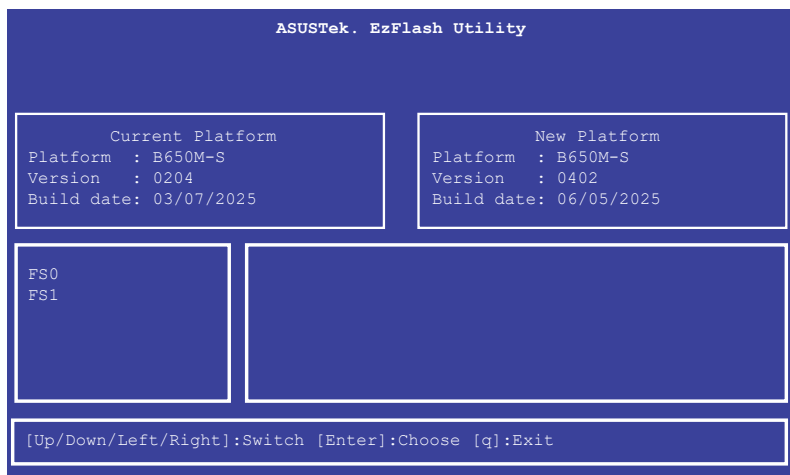 ASUSTek. EzFlash Utility
Current Platform
Platform  : B650M-S
Version   : 0204
Build date: 03/07/2025
New Platform
Platform  : B650M-S
Version   : 0402
Build date: 06/05/2025
FS0
FS1
[Up/Down/Left/Right]:Switch [Enter]:Choose [q]:Exit